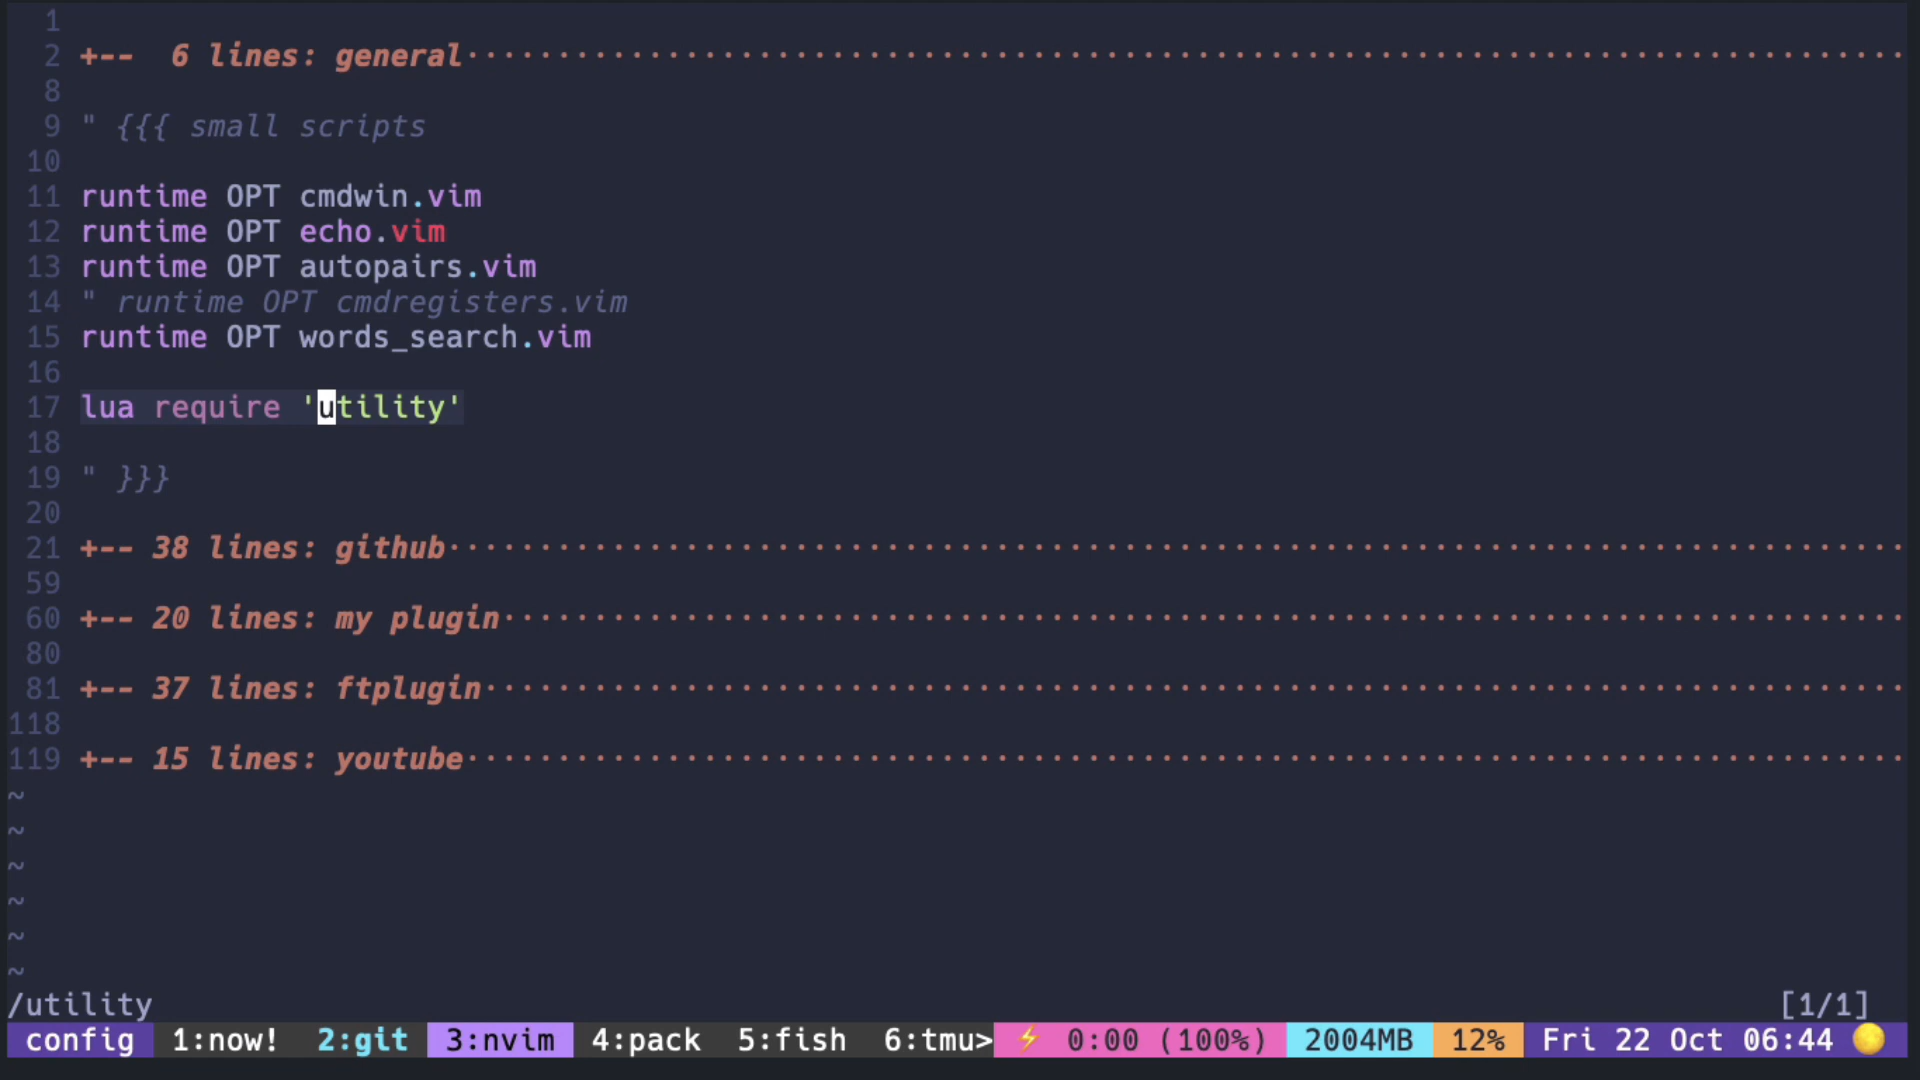 1
2 +--  6 lines: general·············································································
8
9 " {{{ small scripts
10
11 runtime OPT cmdwin.vim
12 runtime OPT echo.vim
13 runtime OPT autopairs.vim
14 " runtime OPT cmdregisters.vim
15 runtime OPT words_search.vim
16
17 lua require 'utility'
18
19 " }}}
20
21 +-- 38 lines: github··············································································
59
60 +-- 20 lines: my plugin···········································································
80
81 +-- 37 lines: ftplugin············································································
118
119 +-- 15 lines: youtube·············································································
~
~
~
~
~
~
/utility [1/1]
config 1:now! 2:git 3:nvim 4:pack 5:fish 6:tmu> ⚡ 0:00 (100%) 2004MB 12% Fri 22 Oct 06:44